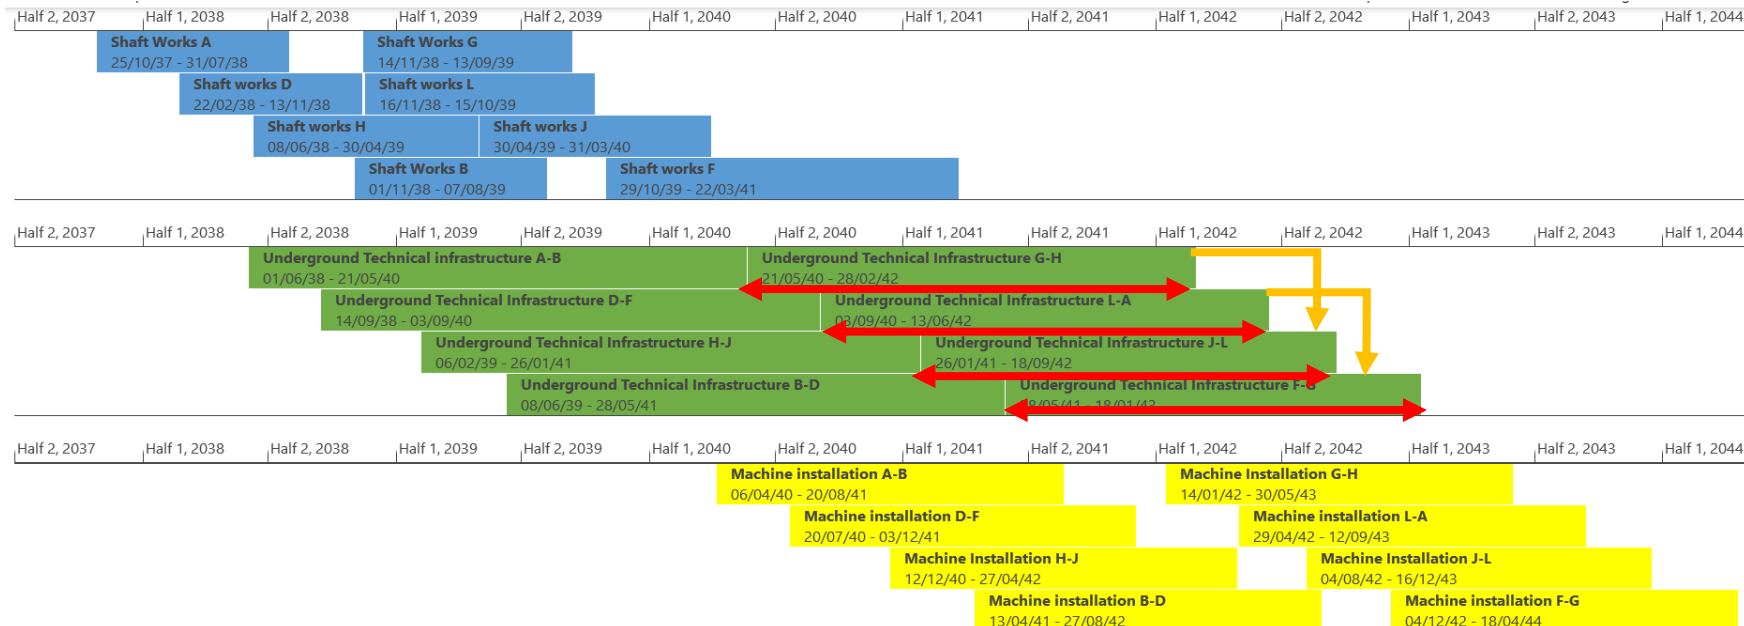 Half 2, 2037 Half 1, 2038 Half 2, 2038 Half 1, 2039 Half 2, 2039 Half 1, 2040 Half 2, 2040 Half 1, 2041 Half 2, 2041 Half 1, 2042 Half 2, 2042 Half 1, 2043 Half 2, 2043 Half 1, 2044
Shaft Works A
25/10/37 - 31/07/38
Shaft Works G
14/11/38 - 13/09/39
Shaft works D
22/02/38 - 13/11/38
Shaft works L
16/11/38 - 15/10/39
Shaft works H
08/06/38 - 30/04/39
Shaft works J
30/04/39 - 31/03/40
Shaft Works B
01/11/38 - 07/08/39
Shaft works F
29/10/39 - 22/03/41
Half 2, 2037 Half 1, 2038 Half 2, 2038 Half 1, 2039 Half 2, 2039 Half 1, 2040 Half 2, 2040 Half 1, 2041 Half 2, 2041 Half 1, 2042 Half 2, 2042 Half 1, 2043 Half 2, 2043 Half 1, 2044
Underground Technical infrastructure A-B
01/06/38 - 21/05/40
Underground Technical Infrastructure G-H
21/05/40 - 28/02/42
Underground Technical Infrastructure D-F
14/09/38 - 03/09/40
Underground Technical Infrastructure L-A
03/09/40 - 13/06/42
Underground Technical Infrastructure H-J
06/02/39 - 26/01/41
Underground Technical Infrastructure J-L
26/01/41 - 18/09/42
Underground Technical Infrastructure B-D
08/06/39 - 28/05/41
Underground Technical Infrastructure F-G
28/05/41 - 18/01/43
Half 2, 2037 Half 1, 2038 Half 2, 2038 Half 1, 2039 Half 2, 2039 Half 1, 2040 Half 2, 2040 Half 1, 2041 Half 2, 2041 Half 1, 2042 Half 2, 2042 Half 1, 2043 Half 2, 2043 Half 1, 2044
Machine installation A-B
06/04/40 - 20/08/41
Machine Installation G-H
14/01/42 - 30/05/43
Machine installation D-F
20/07/40 - 03/12/41
Machine installation L-A
29/04/42 - 12/09/43
Machine Installation H-J
12/12/40 - 27/04/42
Machine Installation J-L
04/08/42 - 16/12/43
Machine installation B-D
13/04/41 - 27/08/42
Machine installation F-G
04/12/42 - 18/04/44